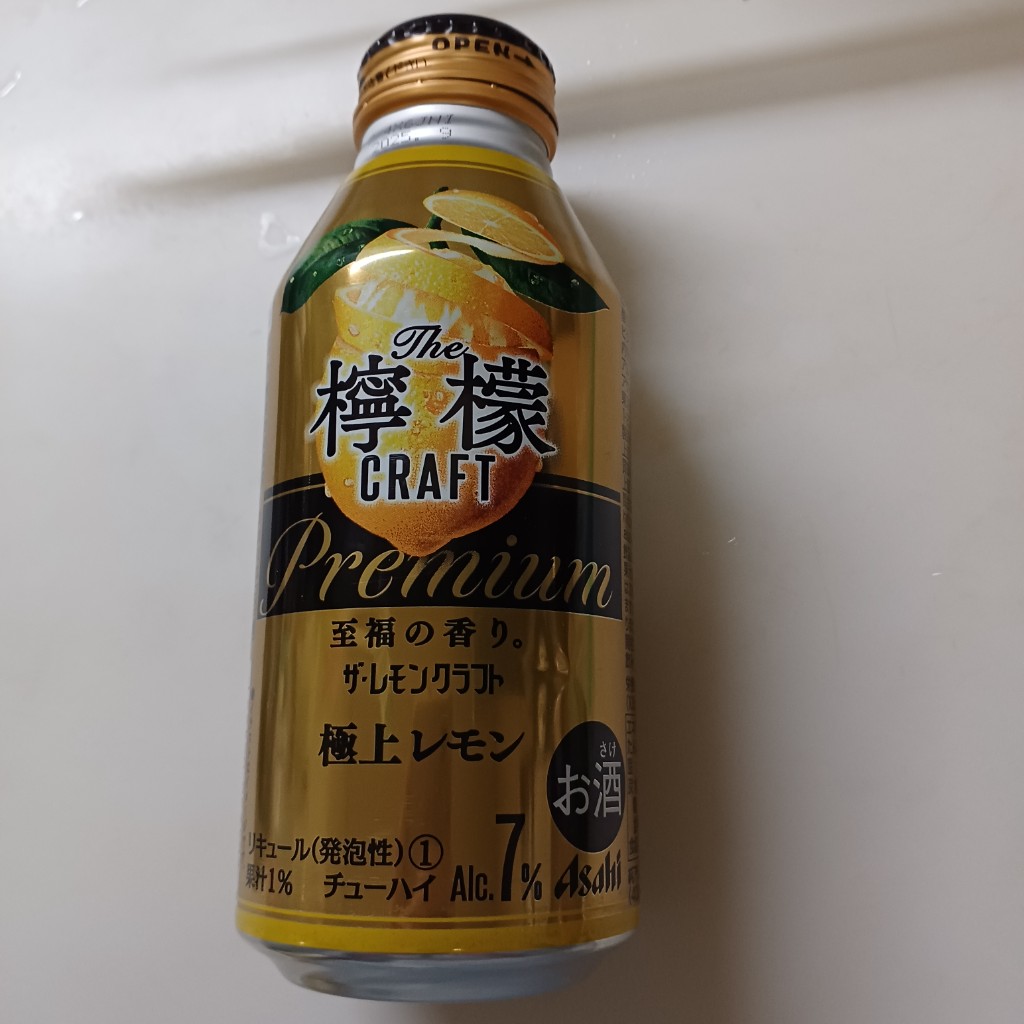 OPEN→
The
檸檬
CRAFT
Premium
至福の香り。
ザ・レモンクラフト
極上レモン
さけ
お酒
リキュール(発泡性)①
果汁1% チューハイ Alc.7% Asahi